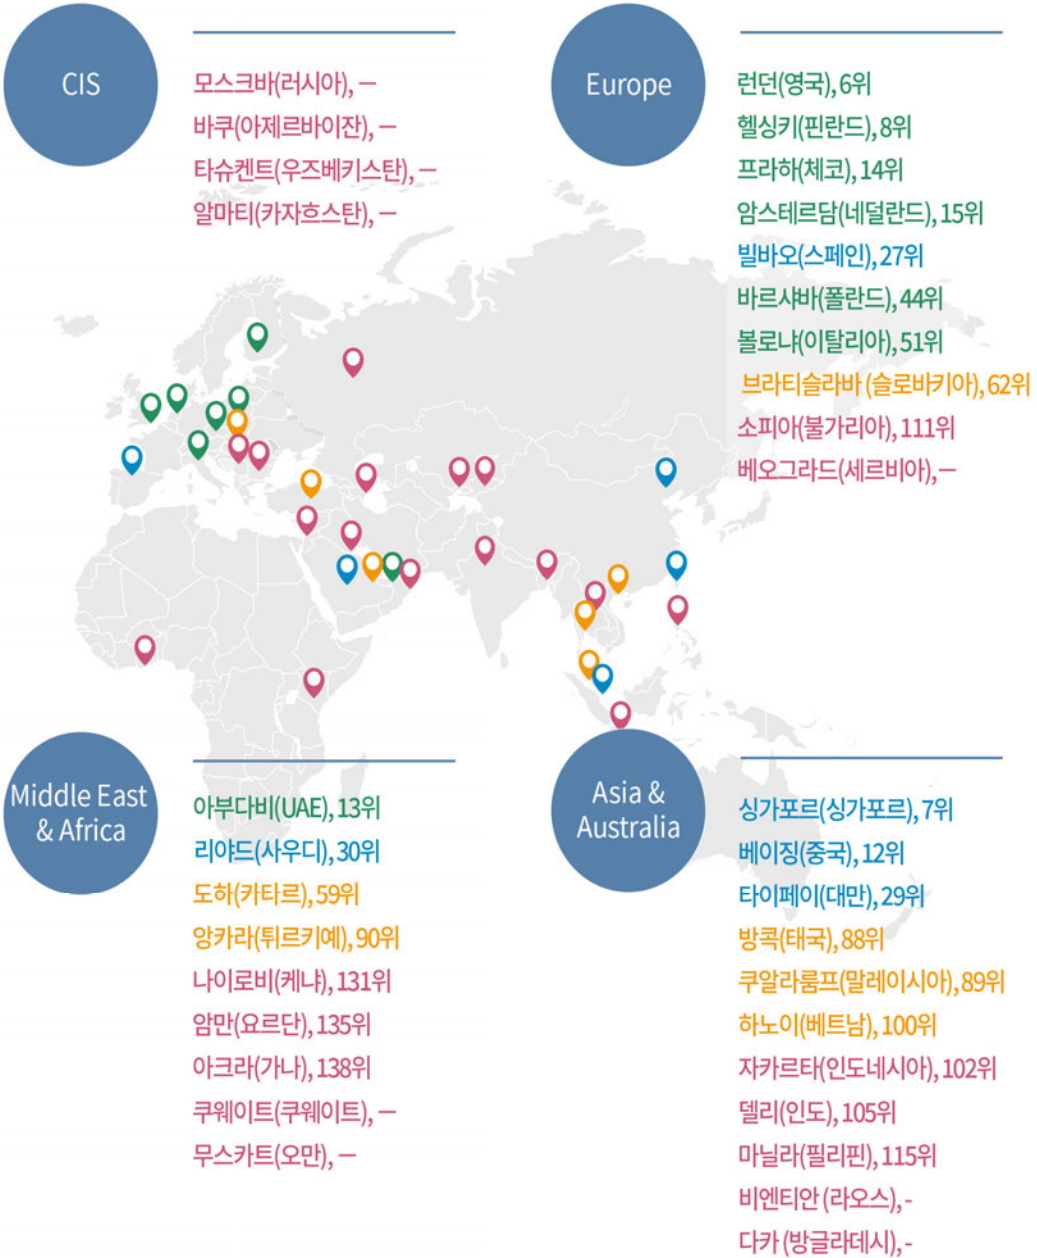 CIS
모스크바(러시아), –
바쿠(아제르바이잔), –
타슈켄트(우즈베키스탄), –
알마티(카자흐스탄), –
Europe
런던(영국), 6위
헬싱키(핀란드), 8위
프라하(체코), 14위
암스테르담(네덜란드), 15위
빌바오(스페인), 27위
바르샤바(폴란드), 44위
볼로냐(이탈리아), 51위
브라티슬라바 (슬로바키아), 62위
소피아(불가리아), 111위
베오그라드(세르비아), –
Middle East
& Africa
아부다비(UAE), 13위
리야드(사우디), 30위
도하(카타르), 59위
앙카라(튀르키예), 90위
나이로비(케냐), 131위
암만(요르단), 135위
아크라(가나), 138위
쿠웨이트(쿠웨이트), –
무스카트(오만), –
Asia &
Australia
싱가포르(싱가포르), 7위
베이징(중국), 12위
타이페이(대만), 29위
방콕(태국), 88위
쿠알라룸프(말레이시아), 89위
하노이(베트남), 100위
자카르타(인도네시아), 102위
델리(인도), 105위
마닐라(필리핀), 115위
비엔티안 (라오스), -
다카 (방글라데시), -